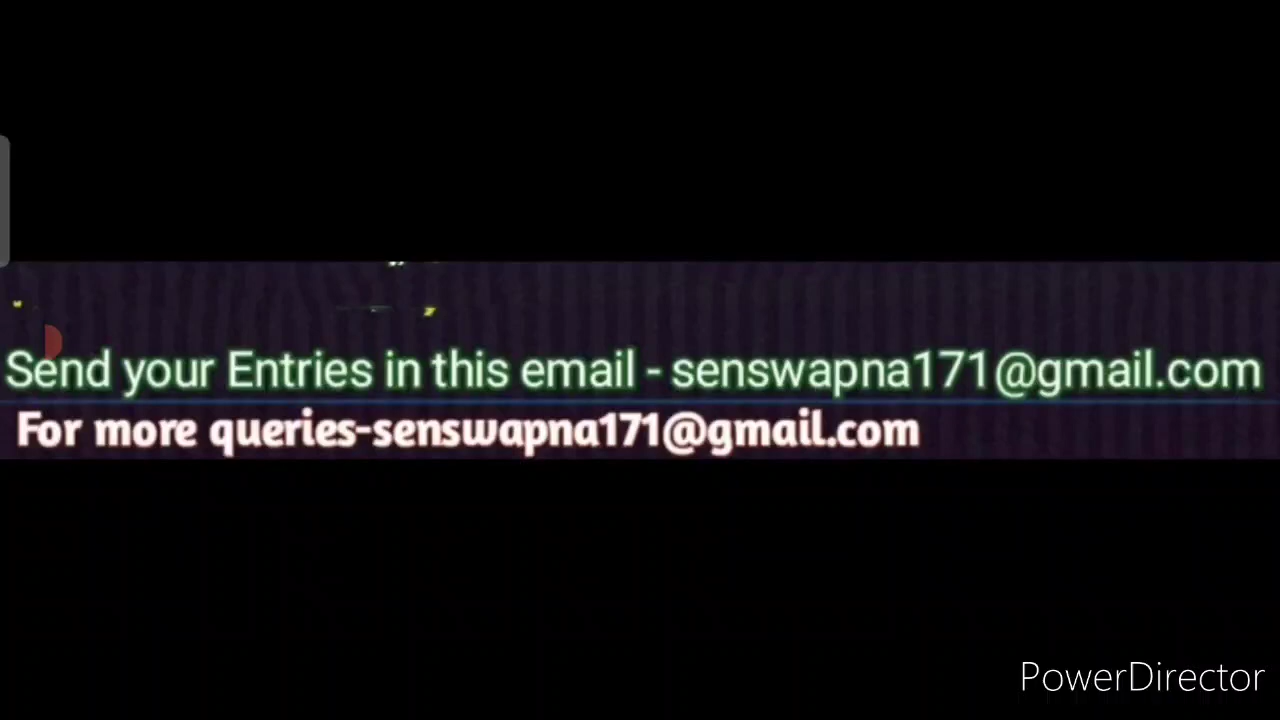 Send your Entries in this email - senswapna171@gmail.com
For more queries-senswapna171@gmail.com
PowerDirector